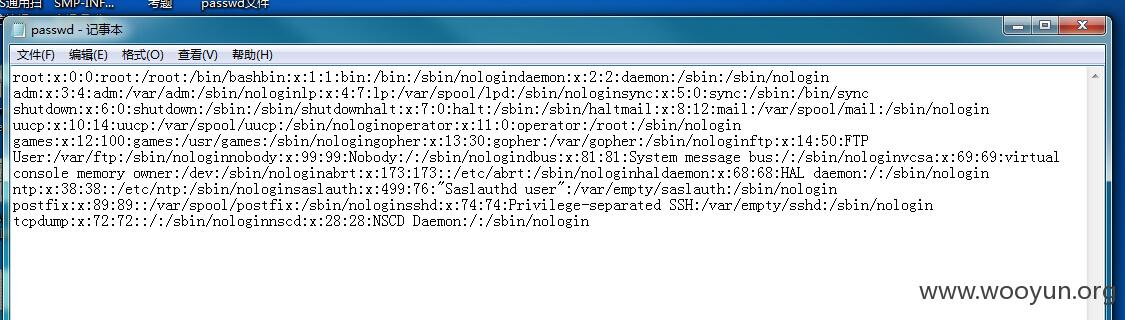 S通用扫 SMP-INF... 考题 passwd文件
passwd - 记事本
文件(F) 编辑(E) 格式(O) 查看(V) 帮助(H)
root:x:0:0:root:/root:/bin/bashbin:x:1:1:bin:/bin:/sbin/nologindaemon:x:2:2:daemon:/sbin:/sbin/nologin
adm:x:3:4:adm:/var/adm:/sbin/nologinlp:x:4:7:lp:/var/spool/lpd:/sbin/nologinsync:x:5:0:sync:/sbin:/bin/sync
shutdown:x:6:0:shutdown:/sbin:/sbin/shutdownhalt:x:7:0:halt:/sbin:/sbin/haltmail:x:8:12:mail:/var/spool/mail:/sbin/nologin
uucp:x:10:14:uucp:/var/spool/uucp:/sbin/nologinoperator:x:11:0:operator:/root:/sbin/nologin
games:x:12:100:games:/usr/games:/sbin/nologingopher:x:13:30:gopher:/var/gopher:/sbin/nologinftp:x:14:50:FTP
User:/var/ftp:/sbin/nologinnobody:x:99:99:Nobody:/:/sbin/nologindbus:x:81:81:System message bus:/:/sbin/nologinvcsa:x:69:69:virtual
console memory owner:/dev:/sbin/nologinabrt:x:173:173::/etc/abrt:/sbin/nologinhaldaemon:x:68:68:HAL daemon:/:/sbin/nologin
ntp:x:38:38::/etc/ntp:/sbin/nologinsaslauth:x:499:76:"Saslauthd user":/var/empty/saslauth:/sbin/nologin
postfix:x:89:89::/var/spool/postfix:/sbin/nologinsshd:x:74:74:Privilege-separated SSH:/var/empty/sshd:/sbin/nologin
tcpdump:x:72:72::/:/sbin/nologinnscd:x:28:28:NSCD Daemon:/:/sbin/nologin
www.wooyun.org